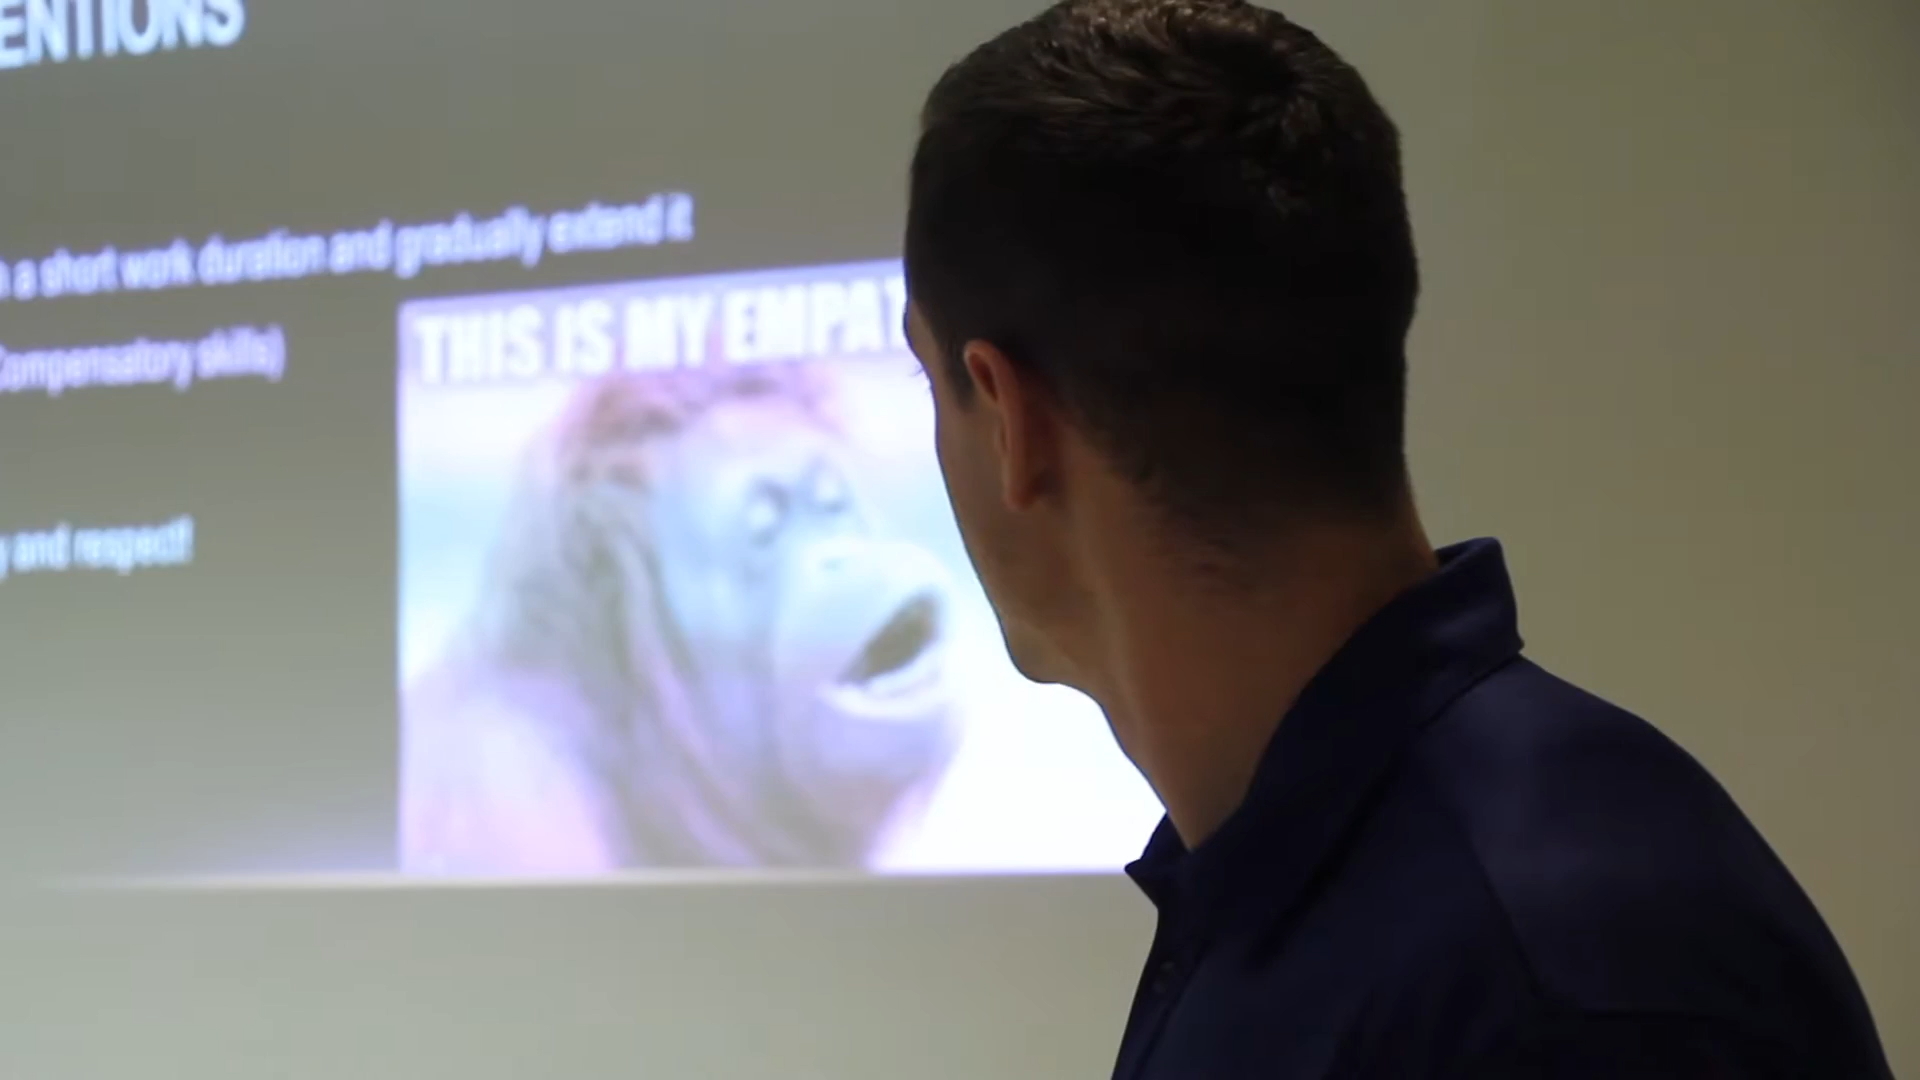 ENTIONS
a short work duration and gradually extend it
Compensatory skills)
THIS IS MY EMPAT
and respect!